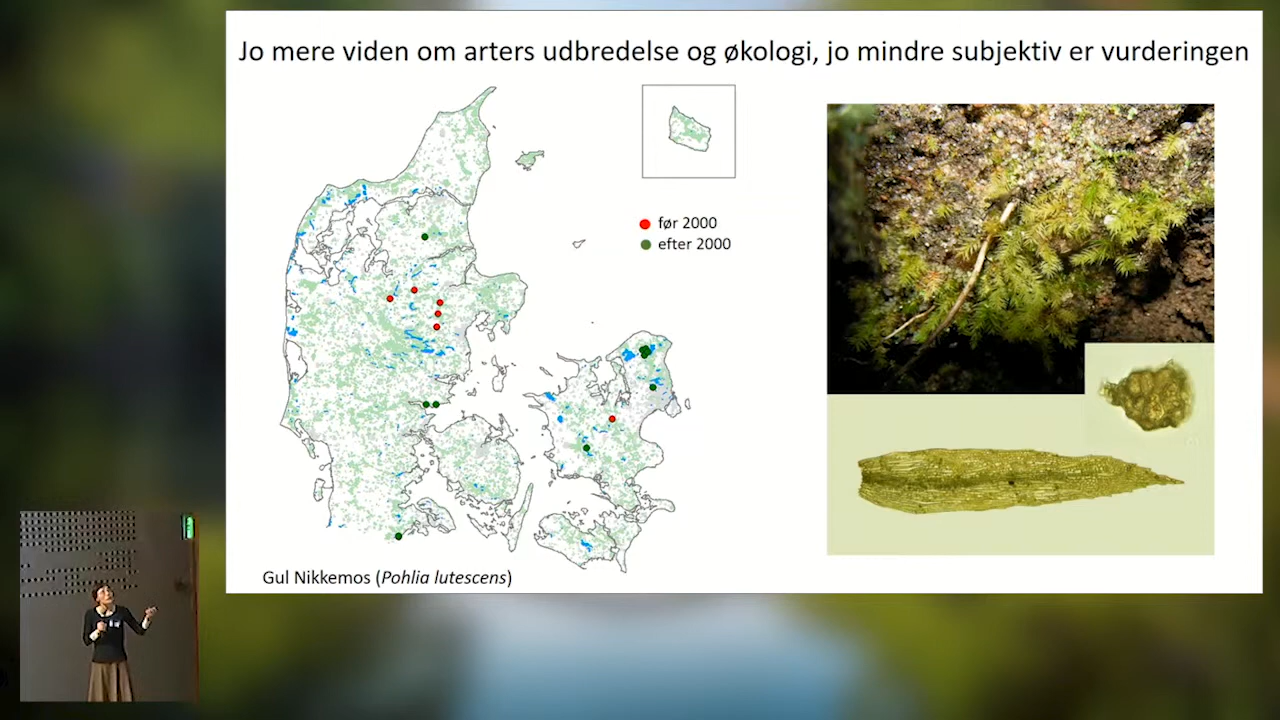 Jo mere viden om arters udbredelse og økologi, jo mindre subjektiv er vurderingen
før 2000
efter 2000
Gul Nikkemos (Pohlia lutescens)